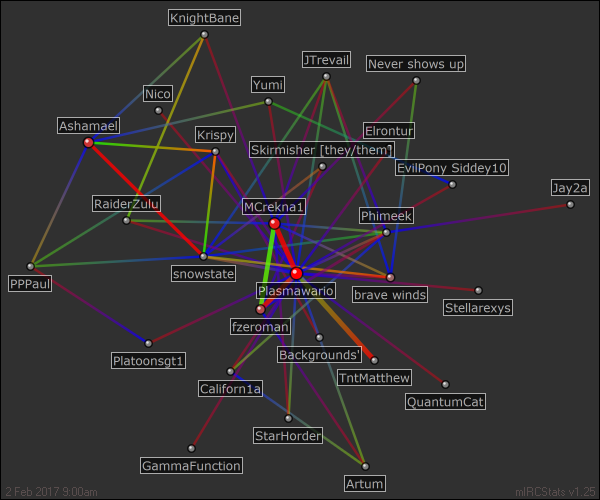 KnightBane
JTrevail
Never shows up
Nico
Yumi
Ashamael
Krispy
Elrontur
Skirmisher [they/them]
EvilPony_Siddey10
Jay2a
RaiderZulu
MCrekna1
Phimeek
snowstate
PPPaul
Plasmawario
brave winds
Stellarexys
fzeroman
Platoonsgt1
Backgrounds'
TntMatthew
Californ1a
QuantumCat
StarHorder
GammaFunction
Artum
2 Feb 2017 9:00am
mIRCStats v1.25